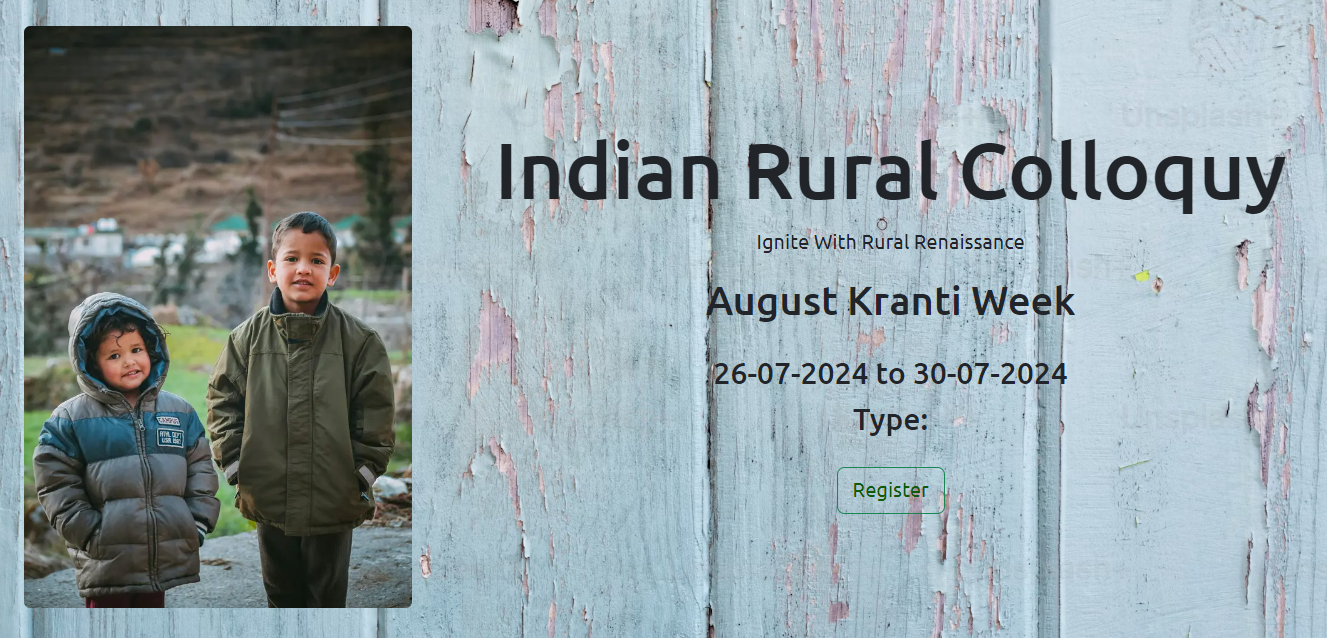 Unsplash+
Indian Rural Colloquy
Ignite With Rural Renaissance
August Kranti Week
26-07-2024 to 30-07-2024
Type:
Register